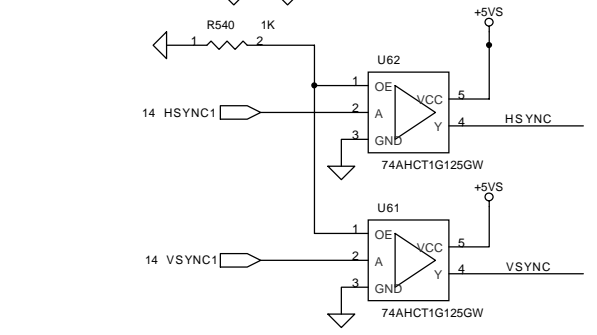 +5VS
R540 1K
1 2
U62
1 OE
VCC 5
14 HSYNC1 2 A
Y 4 HSYNC
3 GND
74AHCT1G125GW
+5VS
U61
1 OE
VCC 5
14 VSYNC1 2 A
Y 4 VSYNC
3 GND
74AHCT1G125GW